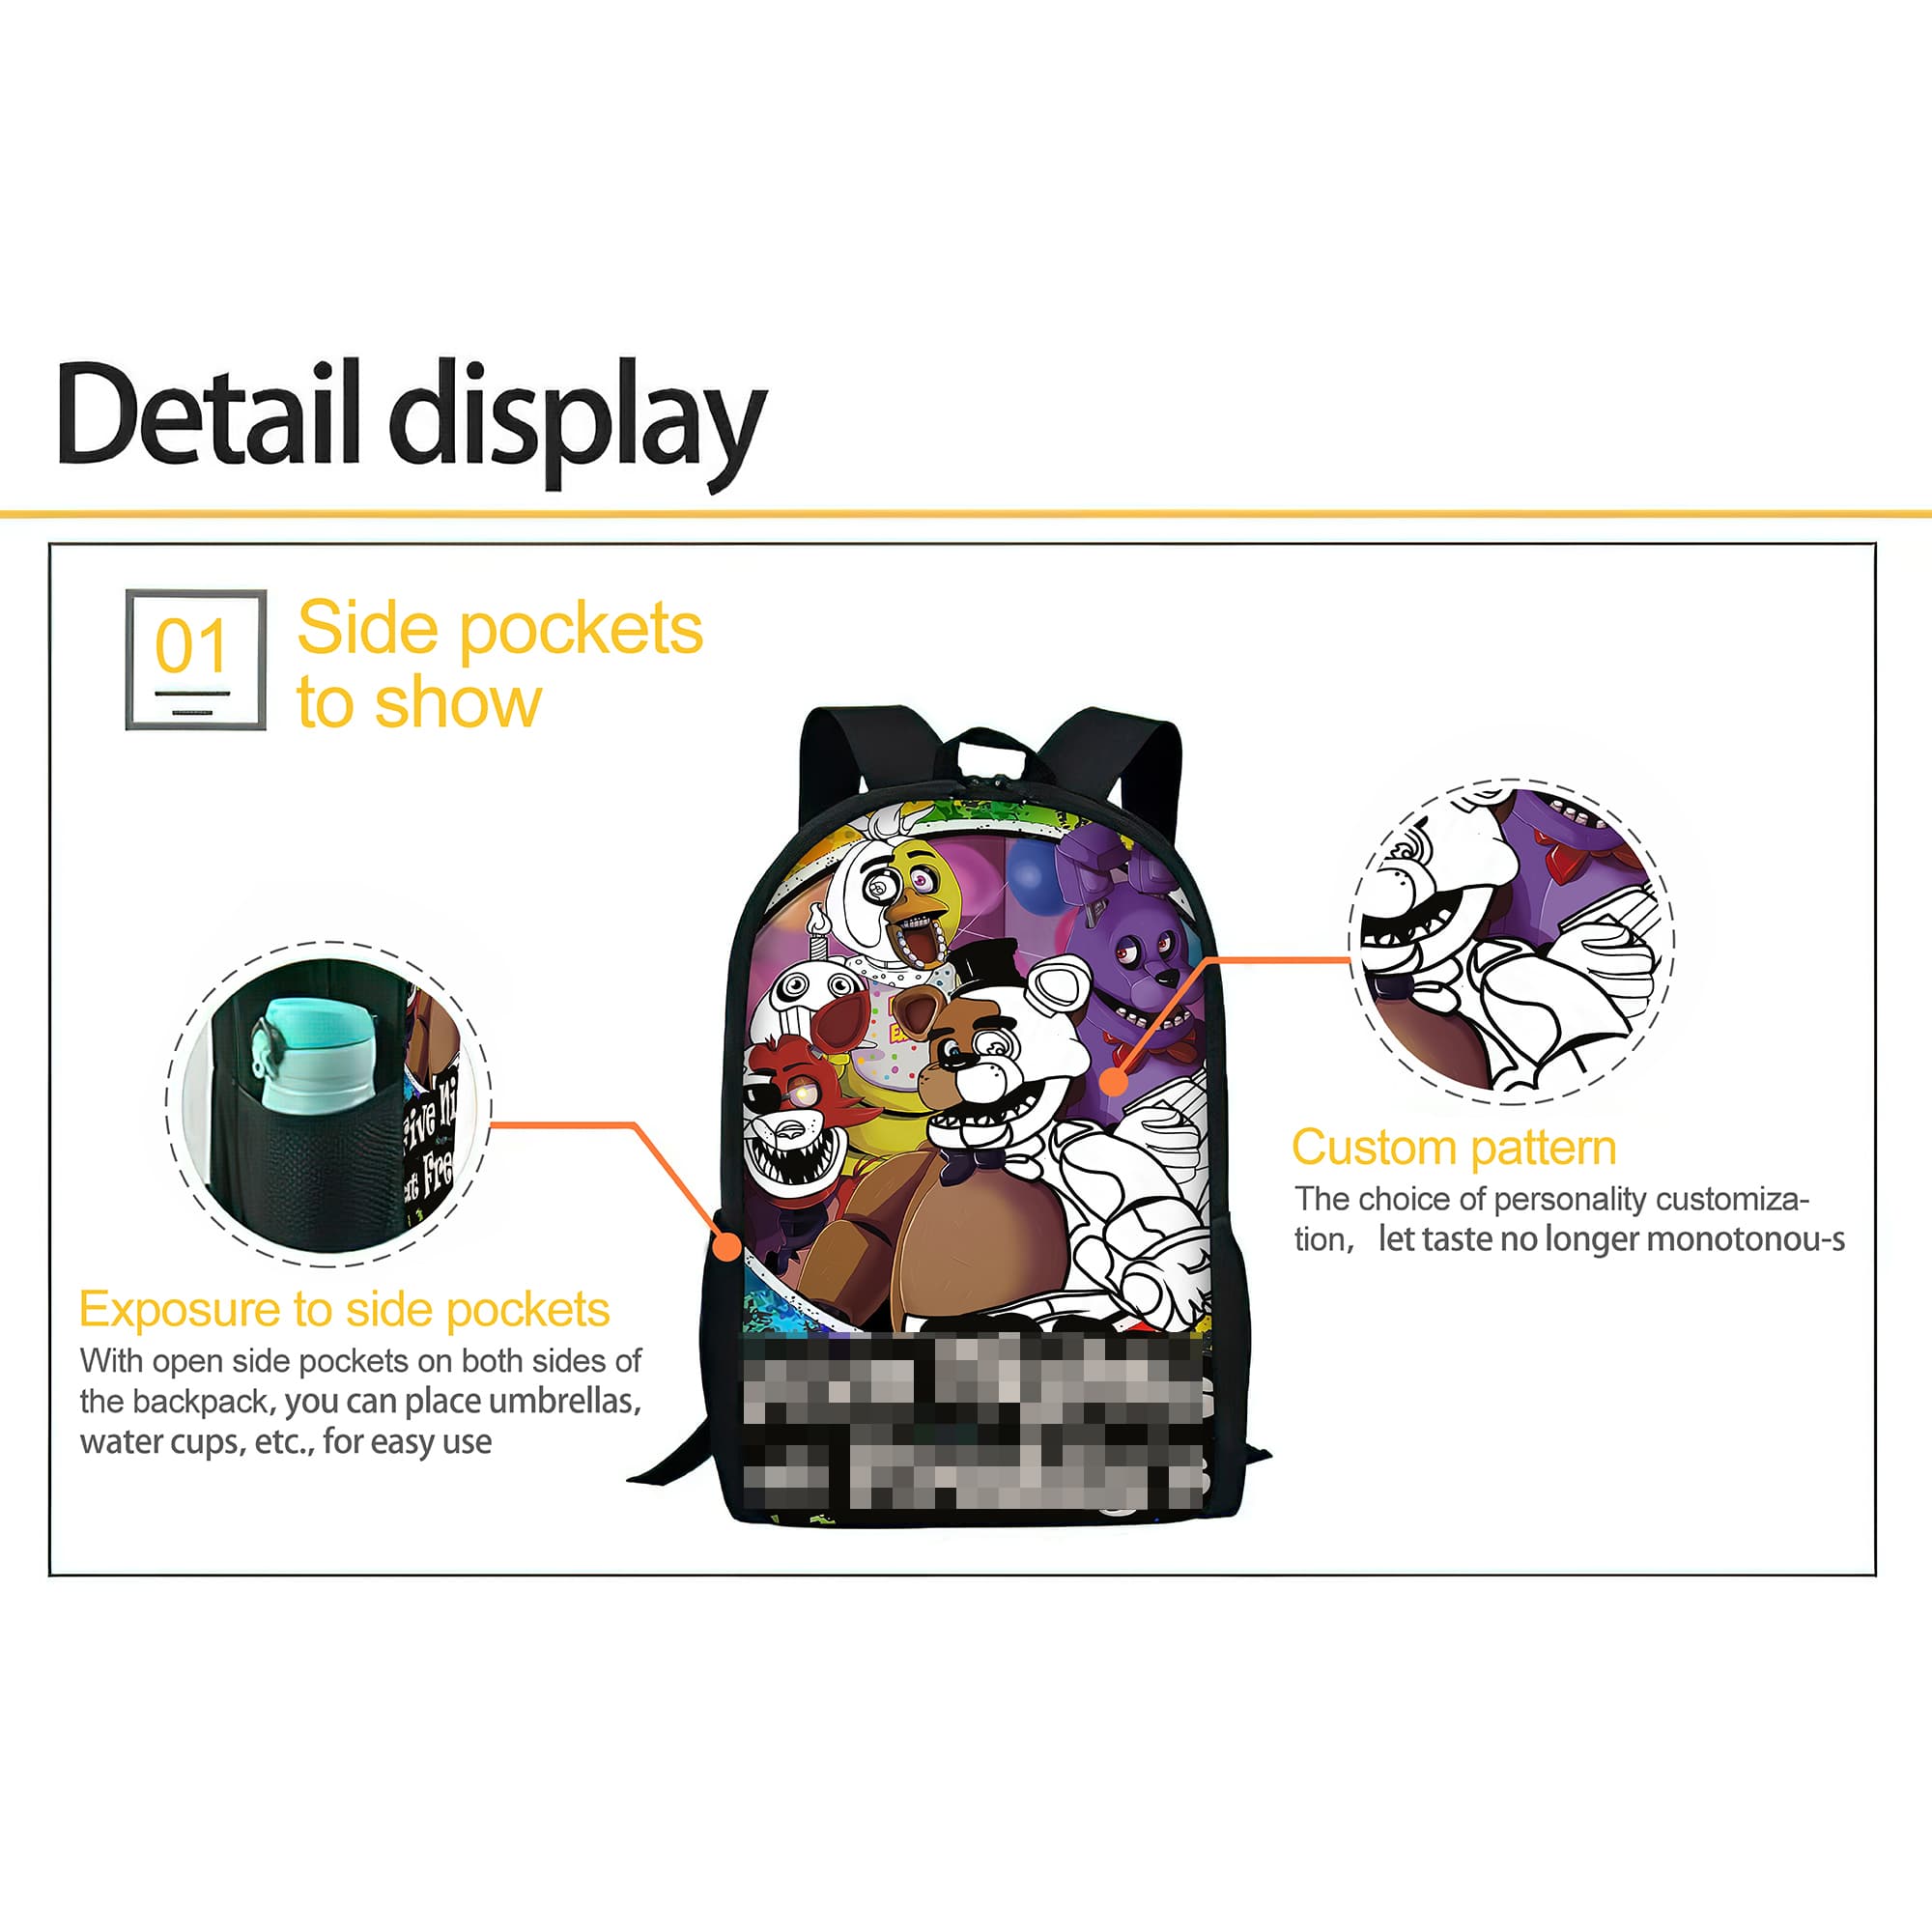 Detail display
01
Side pockets
to show
Custom pattern
The choice of personality customiza-
tion, let taste no longer monotonou-s
Exposure to side pockets
With open side pockets on both sides of
the backpack, you can place umbrellas,
water cups, etc., for easy use